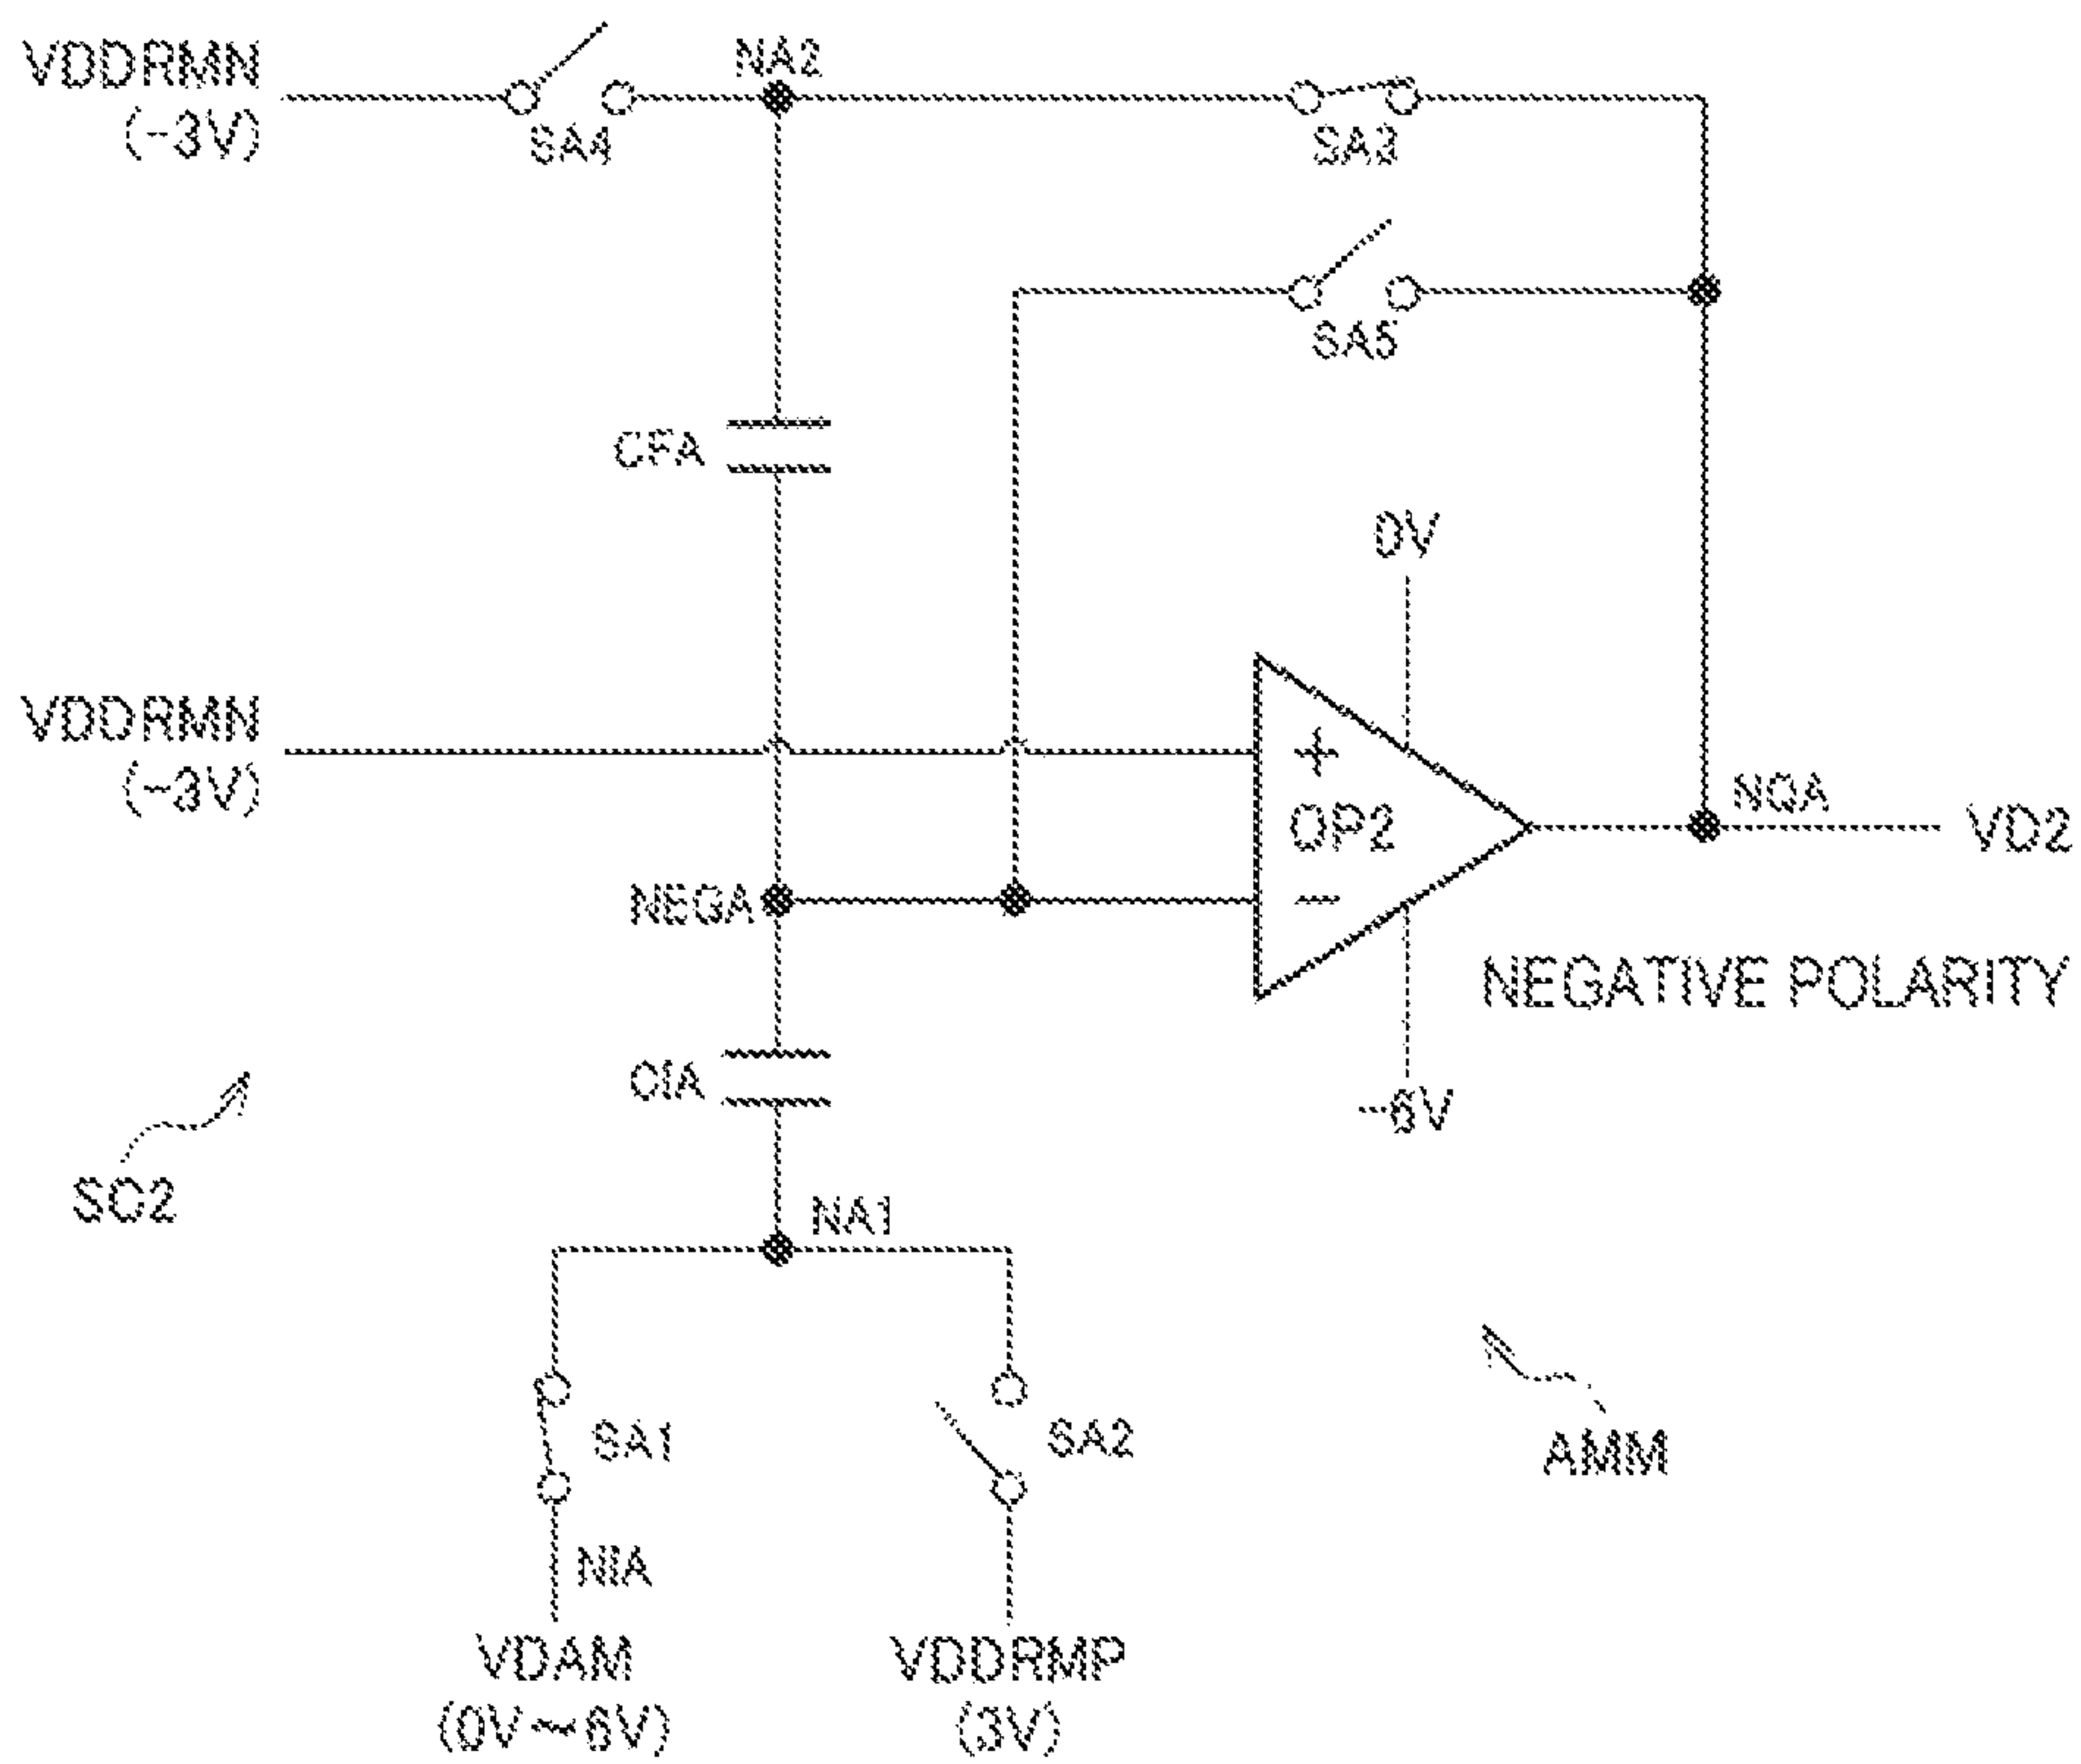 VDDRMN
(-3V)
SA4
NA2
SA3
SA5
CFA
0V
VDDRMN
(-3V)
+
OP2
-
NQA
VD2
NEGA
NEGATIVE POLARITY
CIA
-6V
SC2
NA1
SA1
SA2
AMM
NIA
VDAM
(0V~6V)
VDDRMP
(3V)